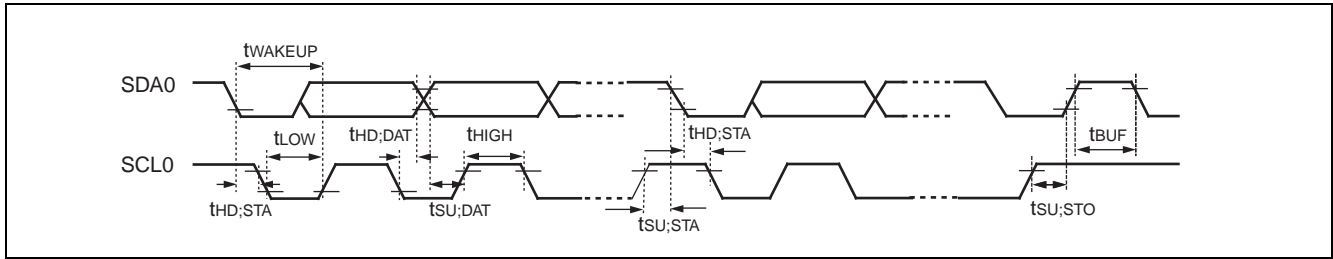 tWAKEUP
SDA0
tHD;DAT
tHIGH
tHD;STA
tLOW
tBUF
SCL0
tHD;STA
tSU;DAT
tSU;STA
tSU;STO